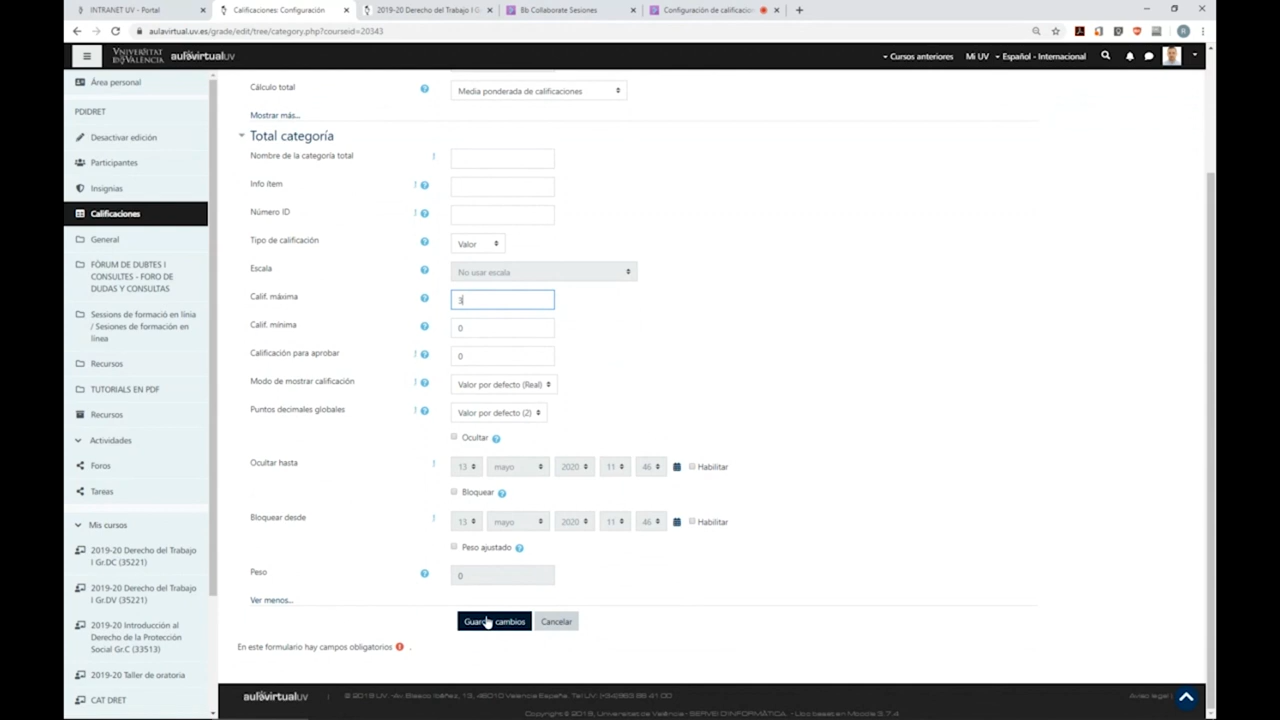 INTRANET UV - Portal
Calificaciones: Configuración
2019-20 Derecho del Trabajo I G
Bb Collaborate Sesiones
Configuración de calificacio
aulavirtual.uv.es/grade/edit/tree/category.php?courseid=20343
VNIVERSITAT ID VALÈNCIA
aulavirtualUV
Cursos anteriores
Mi UV
Español - Internacional
Área personal
PDIDRET
Desactivar edición
Participantes
Insignias
Calificaciones
General
FÒRUM DE DUBTES I
CONSULTES - FORO DE
DUDAS Y CONSULTAS
Sessions de formació en línia
/ Sesiones de formación en
línea
Recursos
TUTORIALS EN PDF
Recursos
Actividades
Foros
Tareas
Mis cursos
2019-20 Derecho del Trabajo
I Gr.DC (35221)
2019-20 Derecho del Trabajo
I Gr.DV (35221)
2019-20 Introducción al
Derecho de la Protección
Social Gr.C (33513)
2019-20 Taller de oratoria
CAT DRET
Cálculo total
Media ponderada de calificaciones
Mostrar más...
Total categoría
Nombre de la categoría total
Info ítem
Número ID
Tipo de calificación
Valor
Escala
No usar escala
Calif. máxima
3
Calif. mínima
0
Calificación para aprobar
0
Modo de mostrar calificación
Valor por defecto (Real)
Puntos decimales globales
Valor por defecto (2)
Ocultar
Ocultar hasta
13 mayo 2020 11 46 Habilitar
Bloquear
Bloquear desde
13 mayo 2020 11 46 Habilitar
Peso ajustado
Peso
0
Ver menos...
Guardar cambios
Cancelar
En este formulario hay campos obligatorios .
aulavirtualUV
© 2019 UV. -Av. Blasco Ibáñez, 13. 46010 Valencia España. Tel UV: (+34)963 86 41 00
Aviso legal |
Copyright © 2019, Universitat de València - SERVEI D'INFORMÀTICA. - Lloc basat en Moodle 3.7.4